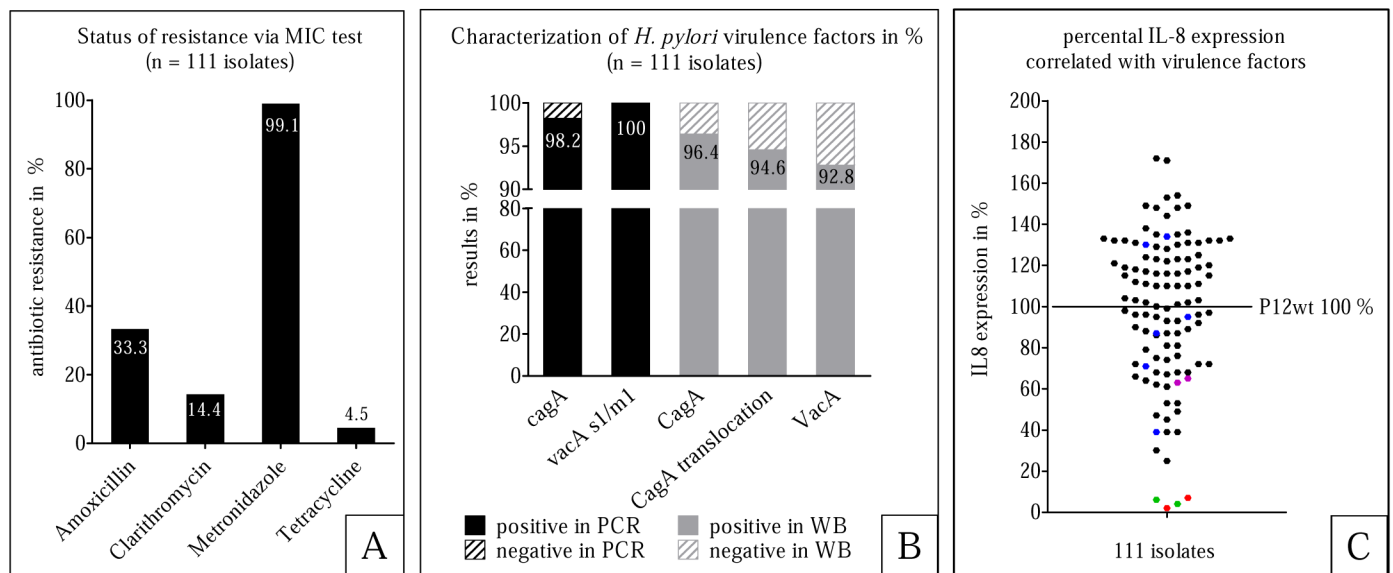 Status of resistance via MIC test
(n = 111 isolates)
antibiotic resistance in %
100
80
60
40
20
0
33.3
14.4
99.1
4.5
Amoxicillin
Clarithromycin
Metronidazole
Tetracycline
A
Characterization of H. pylori virulence factors in %
(n = 111 isolates)
results in %
100
95
90
80
60
40
20
0
98.2
100
96.4
94.6
92.8
cagA
vacA s1/m1
CagA
CagA translocation
VacA
positive in PCR
negative in PCR
positive in WB
negative in WB
B
percental IL-8 expression
correlated with virulence factors
IL8 expression in %
200
180
160
140
120
100
80
60
40
20
0
P12wt 100 %
111 isolates
C